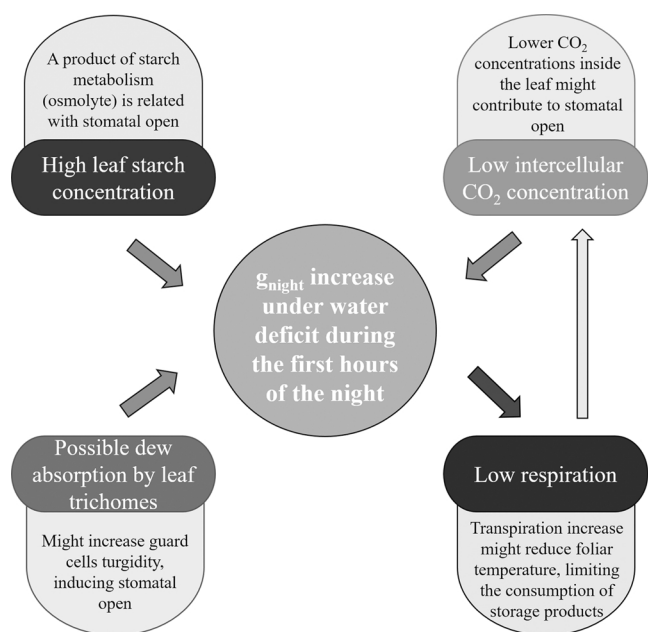 A product of starch
metabolism
(osmolyte) is related
with stomatal open
High leaf starch
concentration
Lower CO₂
concentrations inside
the leaf might
contribute to stomatal
open
Low intercellular
CO₂ concentration
g_night increase
under water
deficit during
the first hours
of the night
Possible dew
absorption by leaf
trichomes
Might increase guard
cells turgidity,
inducing stomatal
open
Low respiration
Transpiration increase
might reduce foliar
temperature, limiting
the consumption of
storage products